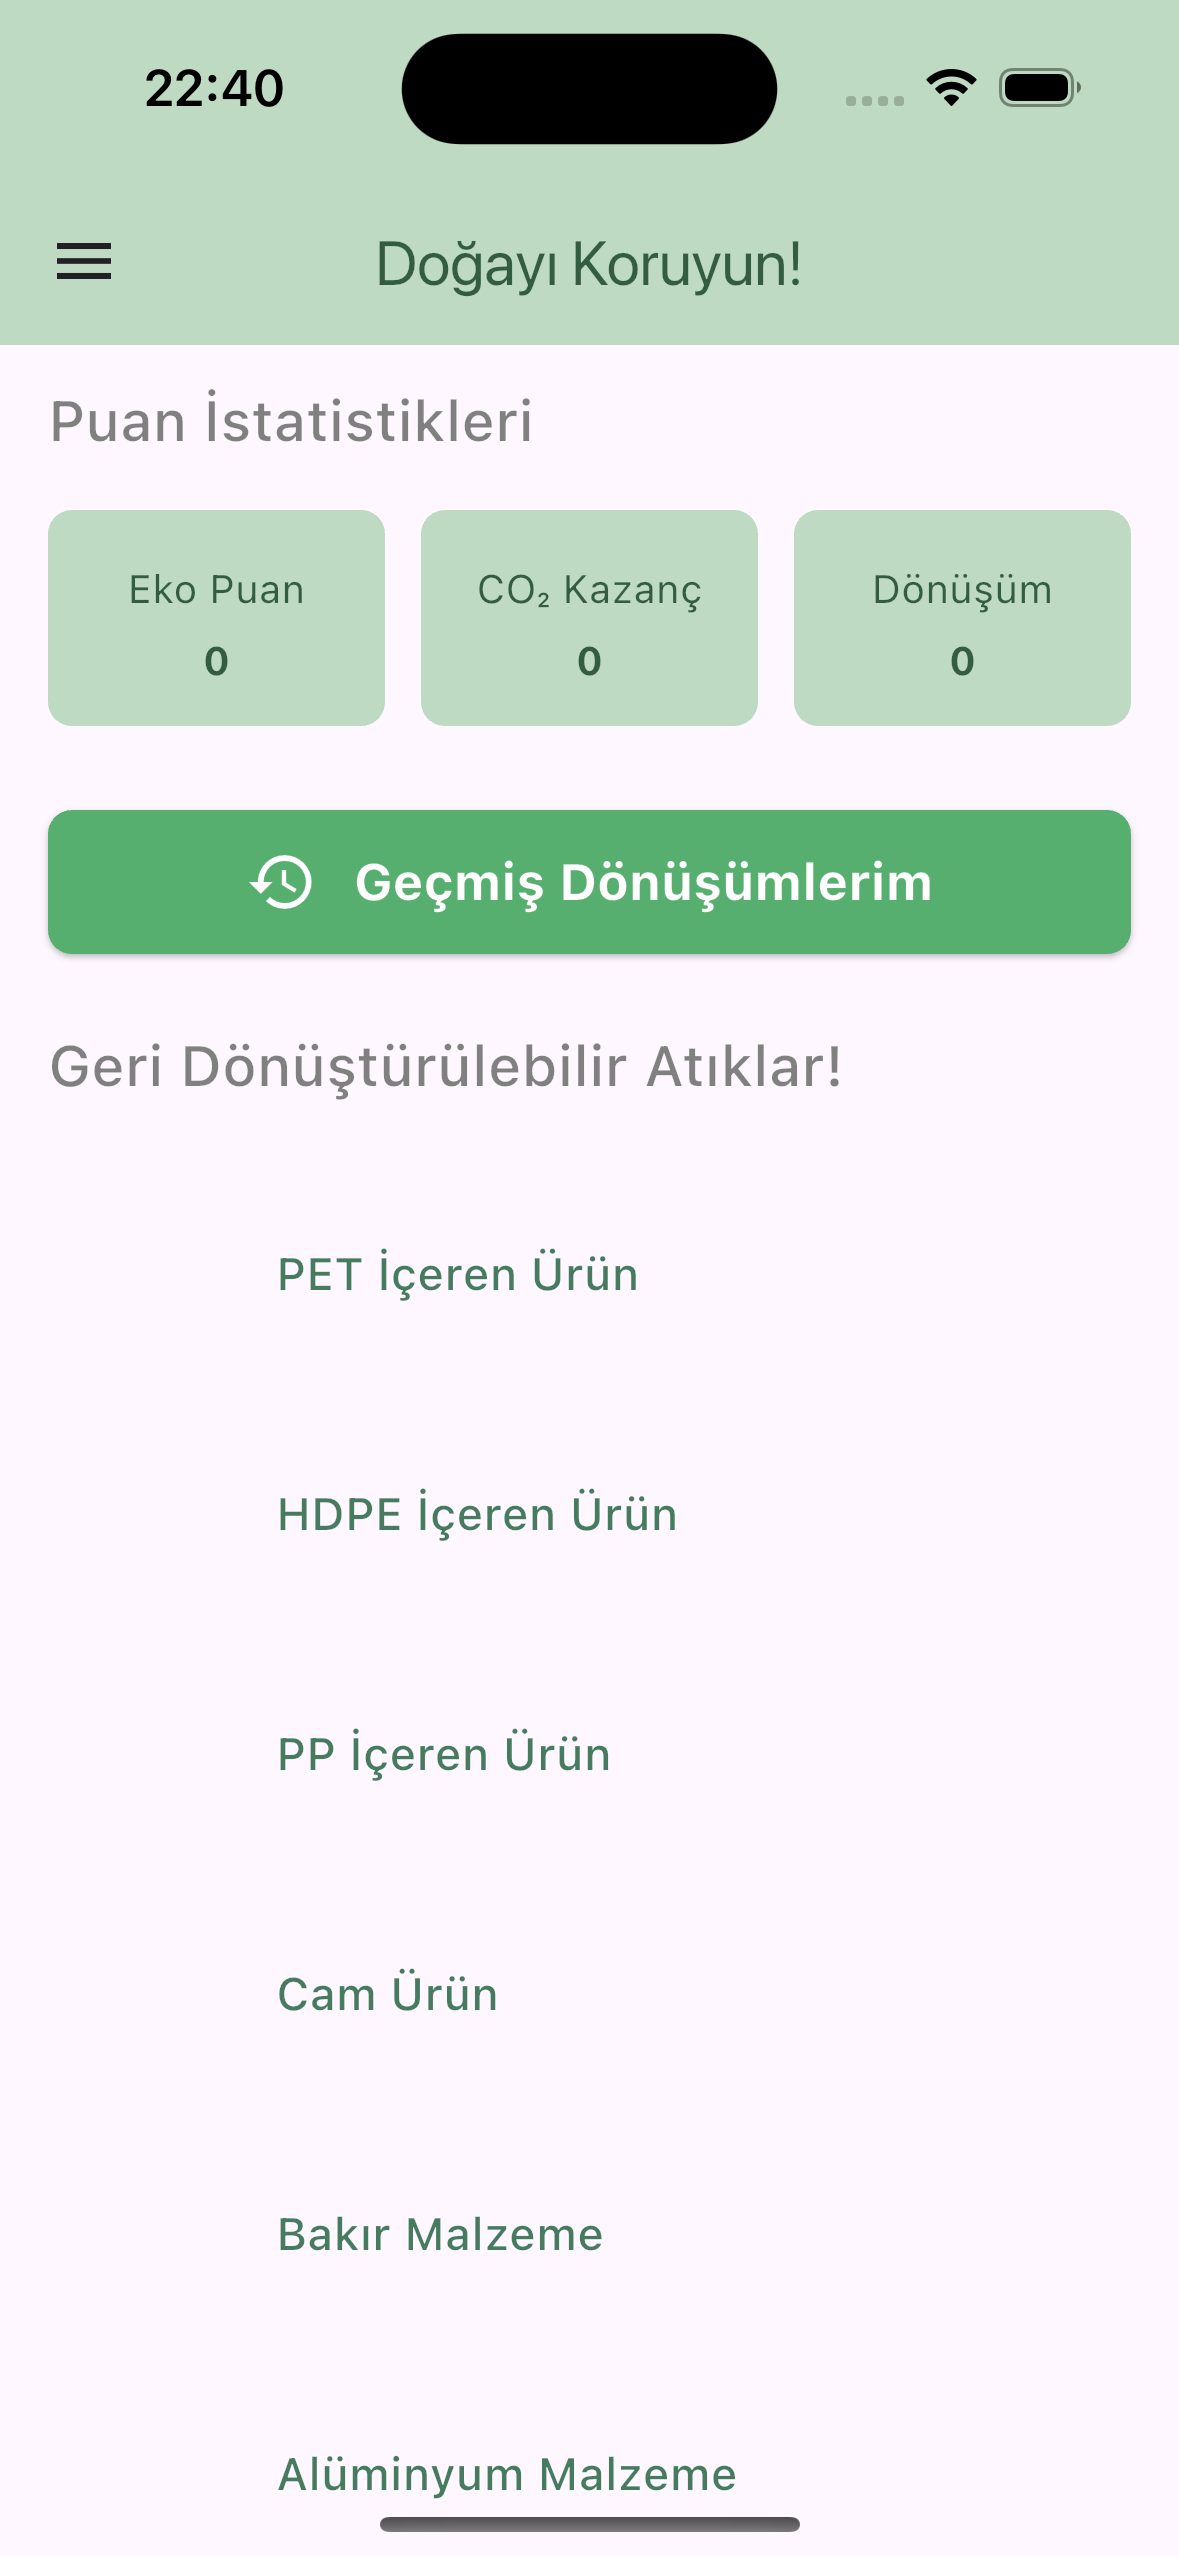 22:40
Doğayı Koruyun!
Puan İstatistikleri
Eko Puan
0
CO₂ Kazanç
0
Dönüşüm
0
Geçmiş Dönüşümlerim
Geri Dönüştürülebilir Atıklar!
PET İçeren Ürün
HDPE İçeren Ürün
PP İçeren Ürün
Cam Ürün
Bakır Malzeme
Alüminyum Malzeme